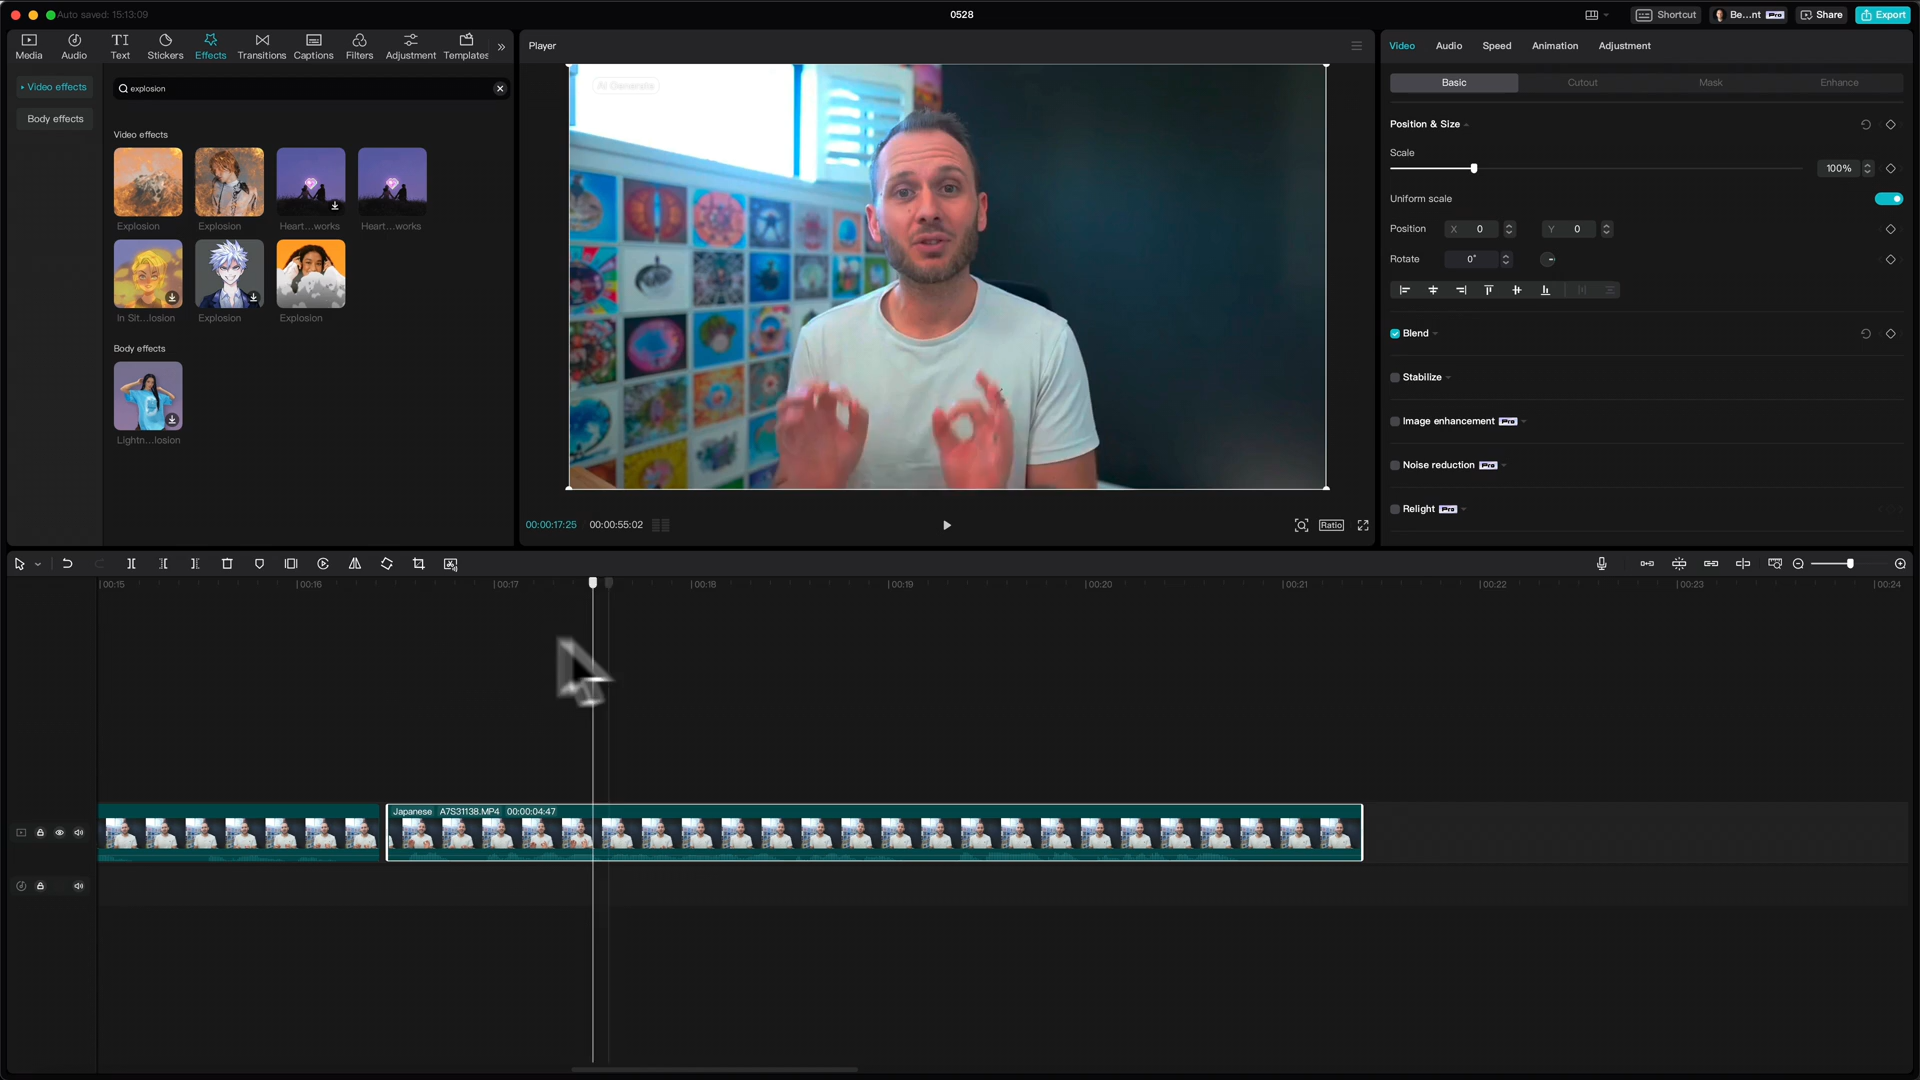 Auto saved: 15:13:09
0528
Shortcut
Be...nt Pro
Share
Export
Media
Audio
TI
Text
Stickers
Effects
Transitions
Captions
Filters
Adjustment
Templates
Player
Video
Audio
Speed
Animation
Adjustment
Video effects
Body effects
explosion
Video effects
Explosion
Explosion
Heart...works
Heart...works
In Sit...losion
Explosion
Explosion
Body effects
Lightn...losion
AI Generate
00:00:17:25
00:00:55:02
Ratio
Basic
Cutout
Mask
Enhance
Position & Size
Scale
100%
Uniform scale
Position X 0 Y 0
Rotate 0°
Blend
Stabilize
Image enhancement Pro
Noise reduction Pro
Relight Pro
00:15
00:16
00:17
00:18
00:19
00:20
00:21
00:22
00:23
00:24
Japanese A7S31138.MP4 00:00:04:47